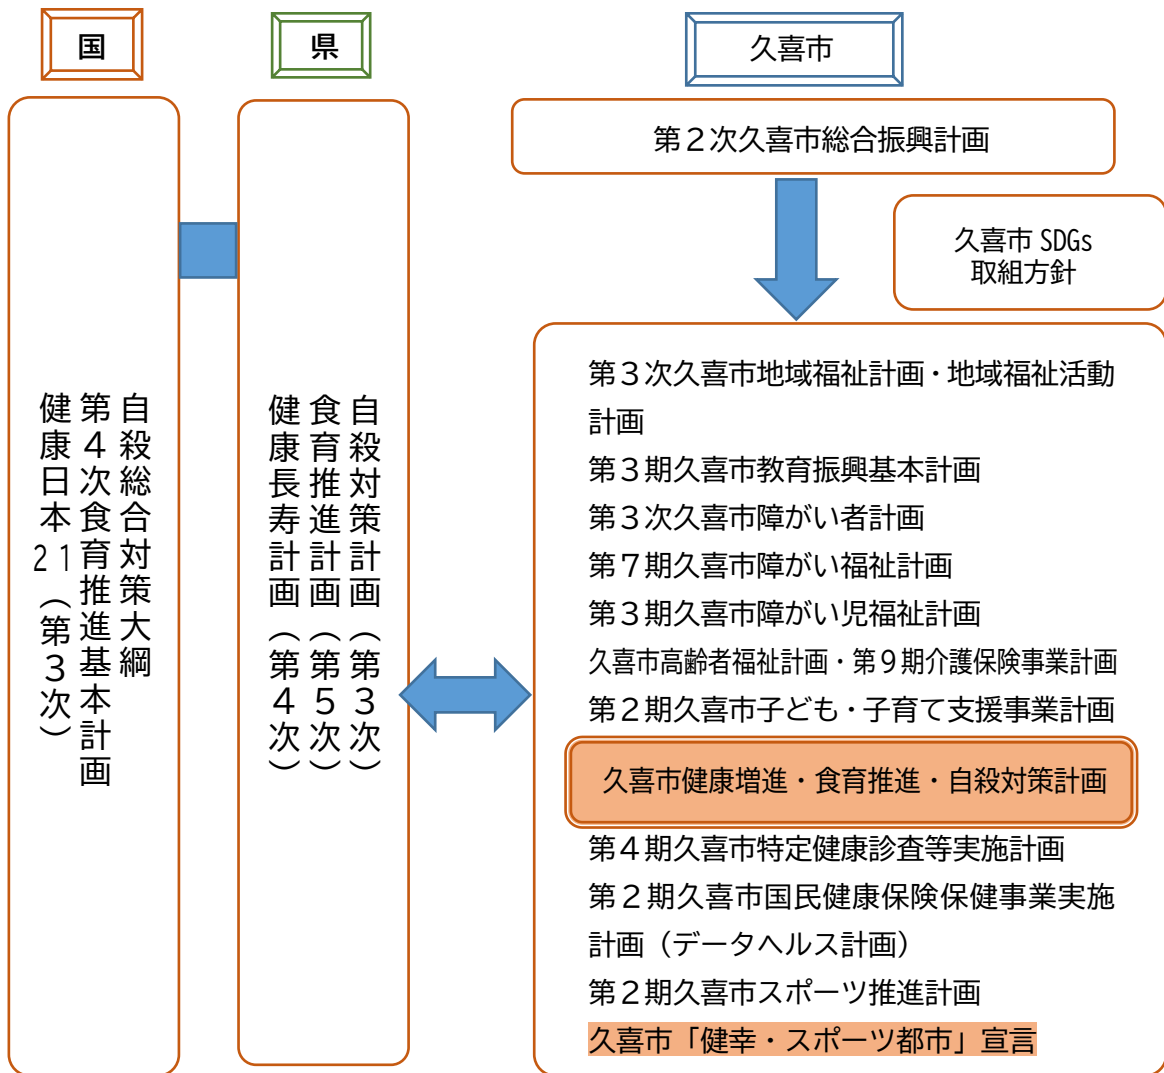 国
県
久喜市
自殺総合対策大綱
第４次食育推進基本計画
健康日本21（第３次）
自殺対策計画（第３次）
食育推進計画（第５次）
健康長寿計画（第４次）
第２次久喜市総合振興計画
久喜市 SDGs
取組方針
第３次久喜市地域福祉計画・地域福祉活動
計画
第３期久喜市教育振興基本計画
第３次久喜市障がい者計画
第７期久喜市障がい福祉計画
第３期久喜市障がい児福祉計画
久喜市高齢者福祉計画・第９期介護保険事業計画
第２期久喜市子ども・子育て支援事業計画
久喜市健康増進・食育推進・自殺対策計画
第４期久喜市特定健康診査等実施計画
第２期久喜市国民健康保険保健事業実施
計画（データヘルス計画）
第２期久喜市スポーツ推進計画
久喜市「健幸・スポーツ都市」宣言